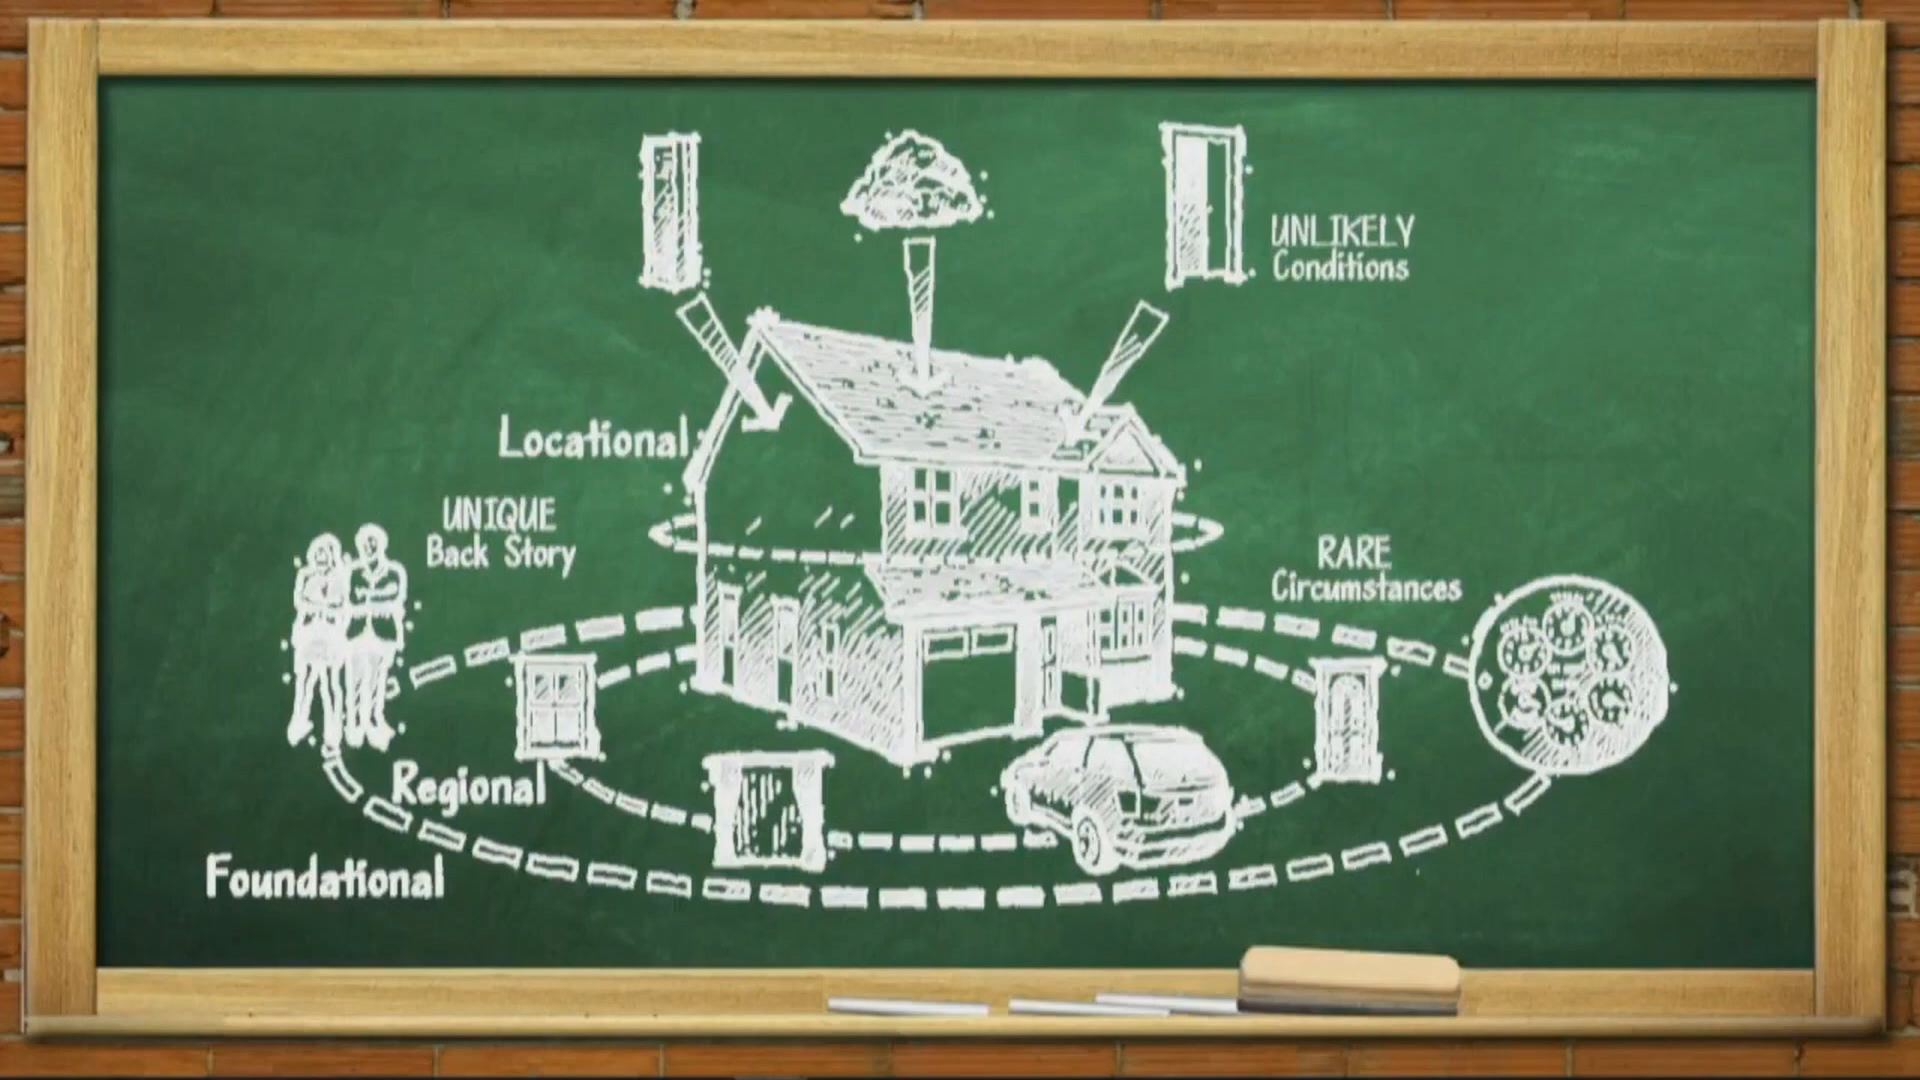 UNLIKELY
Conditions
Locational
UNIQUE
Back Story
RARE
Circumstances
Regional
Foundational